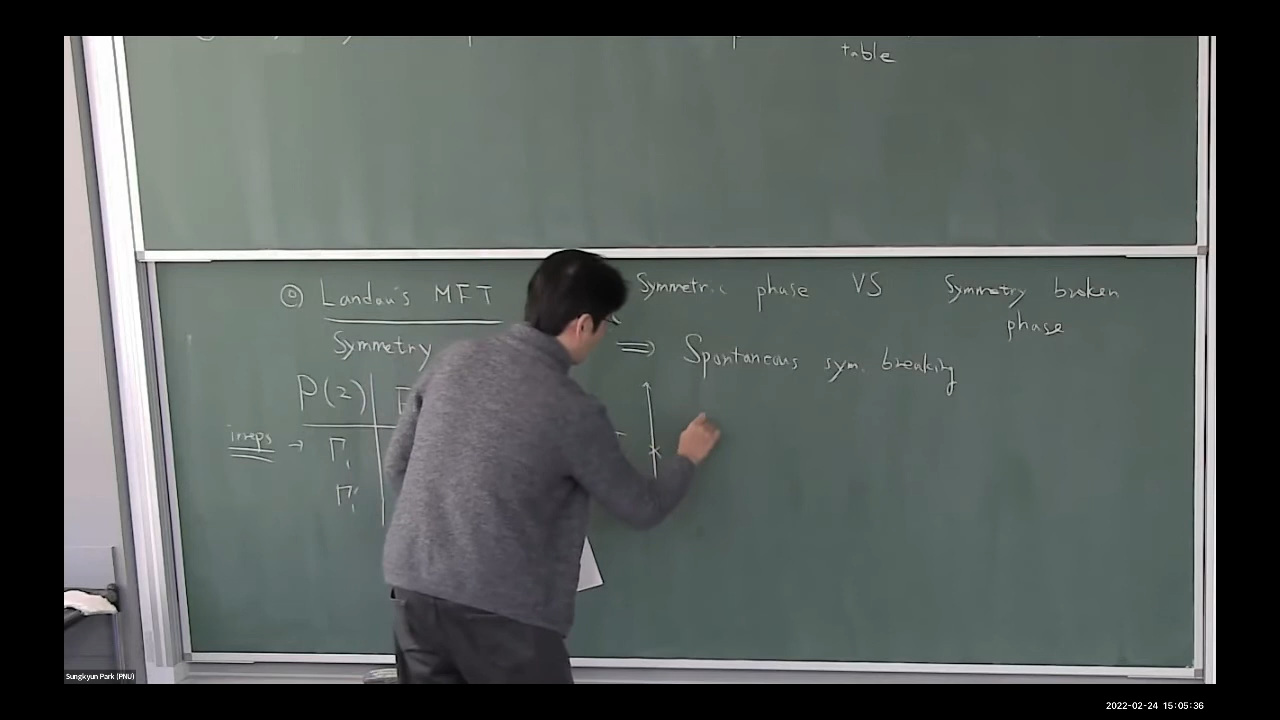 table
◎ Landau's MFT
Symmetric phase VS Symmetry broken
phase
Symmetry ⇒ Spontaneous sym. breaking
P(2)
irreps → Γ₁
Γ₁'
Sungkyun Park (PNU)
2022-02-24 15:05:36